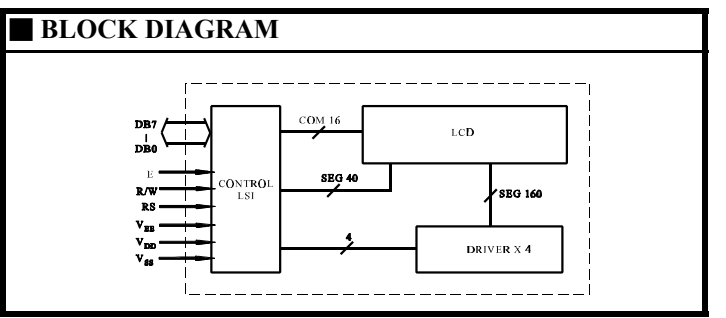 BLOCK DIAGRAM
DB7
DB0
E
R/W
RS
VEE
VDD
VSS
CONTROL
LSI
COM 16
SEG 40
4
LCD
SEG 160
DRIVER X 4